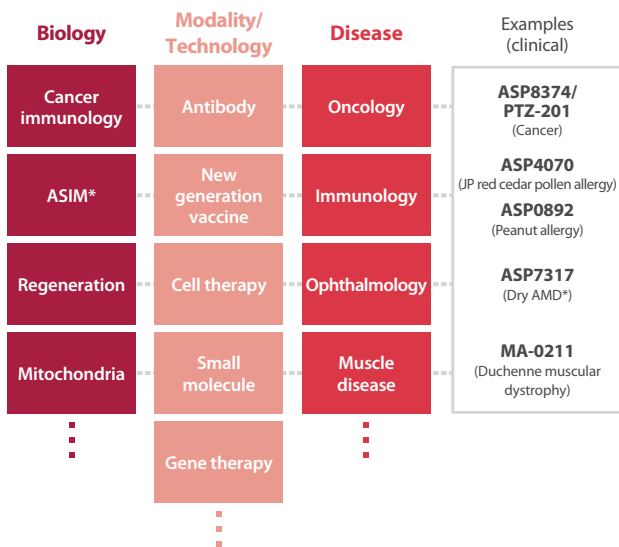 Biology
Modality/
Technology
Disease
Examples
(clinical)
Cancer
immunology
Antibody
Oncology
ASP8374/
PTZ-201
(Cancer)
ASIM*
New
generation
vaccine
Immunology
ASP4070
(JP red cedar pollen allergy)
ASP0892
(Peanut allergy)
Regeneration
Cell therapy
Ophthalmology
ASP7317
(Dry AMD*)
Mitochondria
Small
molecule
Muscle
disease
MA-0211
(Duchenne muscular
dystrophy)
Gene therapy